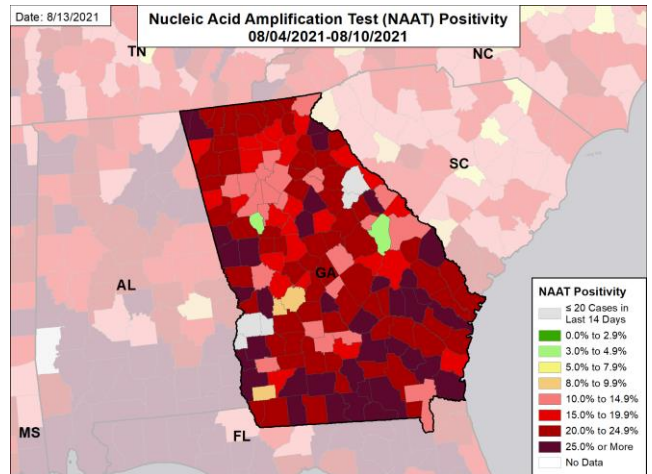 Date: 8/13/2021
Nucleic Acid Amplification Test (NAAT) Positivity
08/04/2021-08/10/2021
TN
NC
SC
AL
GA
MS
FL
NAAT Positivity
≤ 20 Cases in
Last 14 Days
0.0% to 2.9%
3.0% to 4.9%
5.0% to 7.9%
8.0% to 9.9%
10.0% to 14.9%
15.0% to 19.9%
20.0% to 24.9%
25.0% or More
No Data